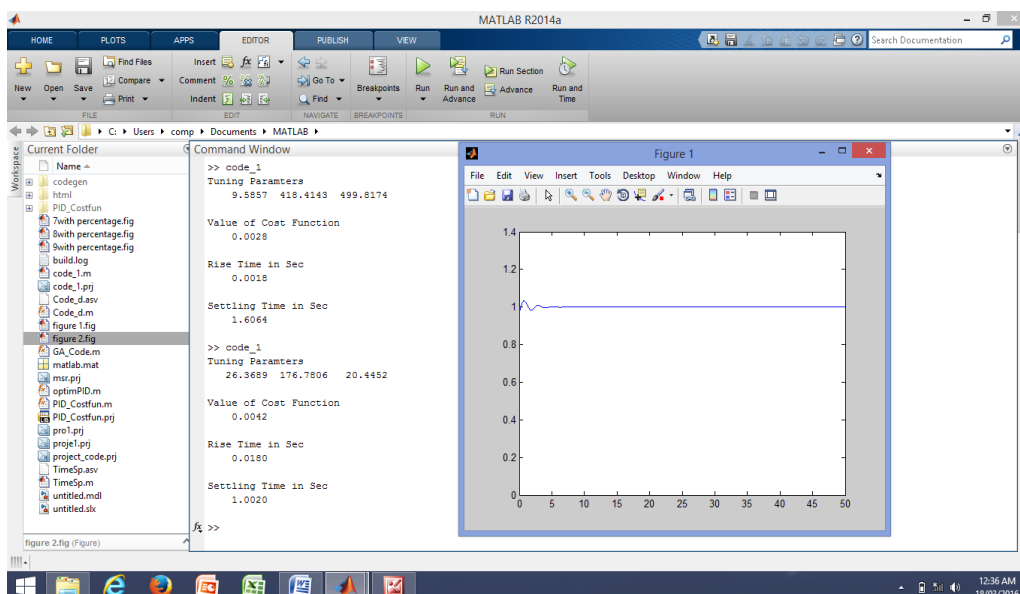 MATLAB R2014a
HOME PLOTS APPS EDITOR PUBLISH VIEW
Search Documentation
New Open Save
Find Files
Compare
Print
FILE
Insert fx
Comment
Indent
EDIT
Go To
Find
NAVIGATE
Breakpoints
BREAKPOINTS
Run
Run and Advance
Run Section
Advance
Run and Time
RUN
C: Users comp Documents MATLAB
Workspace
Current Folder
Name
codegen
html
PID_Costfun
7with percentage.fig
8with percentage.fig
9with percentage.fig
build.log
code_1.m
code_1.prj
Code_d.asv
Code_d.m
figure 1.fig
figure 2.fig
GA_Code.m
matlab.mat
msr.prj
optimPID.m
PID_Costfun.m
PID_Costfun.prj
pro1.prj
proje1.prj
project_code.prj
TimeSp.asv
TimeSp.m
untitled.mdl
untitled.slx
figure 2.fig (Figure)
Command Window
>> code_1
Tuning Paramters
9.5857 418.4143 499.8174
Value of Cost Function
0.0028
Rise Time in Sec
0.0018
Settling Time in Sec
1.6064
>> code_1
Tuning Paramters
26.3689 176.7806 20.4452
Value of Cost Function
0.0042
Rise Time in Sec
0.0180
Settling Time in Sec
1.0020
fx >>
Figure 1
File Edit View Insert Tools Desktop Window Help
1.4
1.2
1
0.8
0.6
0.4
0.2
0
0 5 10 15 20 25 30 35 40 45 50
12:36 AM
18/03/2016